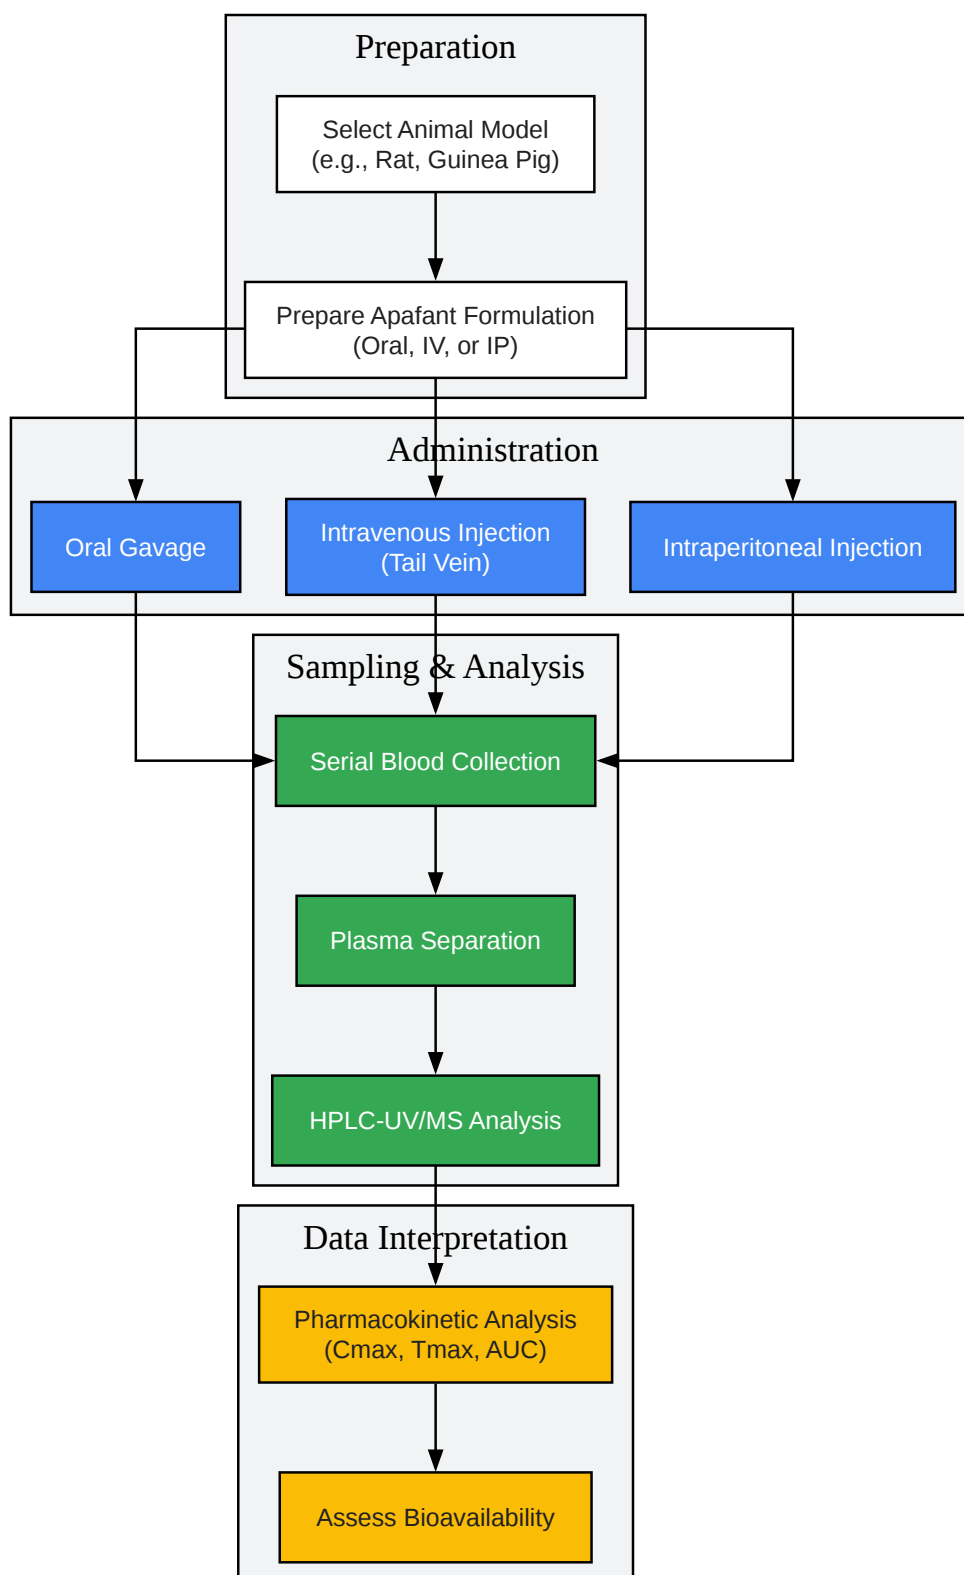 Preparation
Select Animal Model
(e.g., Rat, Guinea Pig)
Prepare Apafant Formulation
(Oral, IV, or IP)
Administration
Oral Gavage
Intravenous Injection
(Tail Vein)
Intraperitoneal Injection
Sampling & Analysis
Serial Blood Collection
Plasma Separation
HPLC-UV/MS Analysis
Data Interpretation
Pharmacokinetic Analysis
(Cmax, Tmax, AUC)
Assess Bioavailability